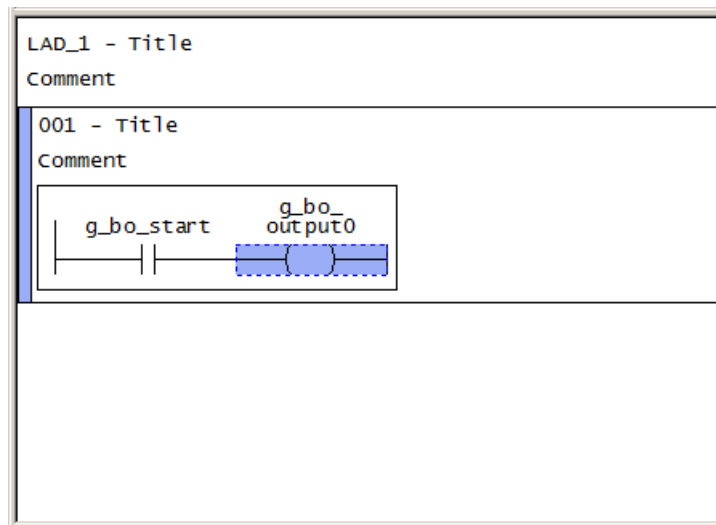 LAD_1 - Title
Comment
001 - Title
Comment
g_bo_start
g_bo_
output0